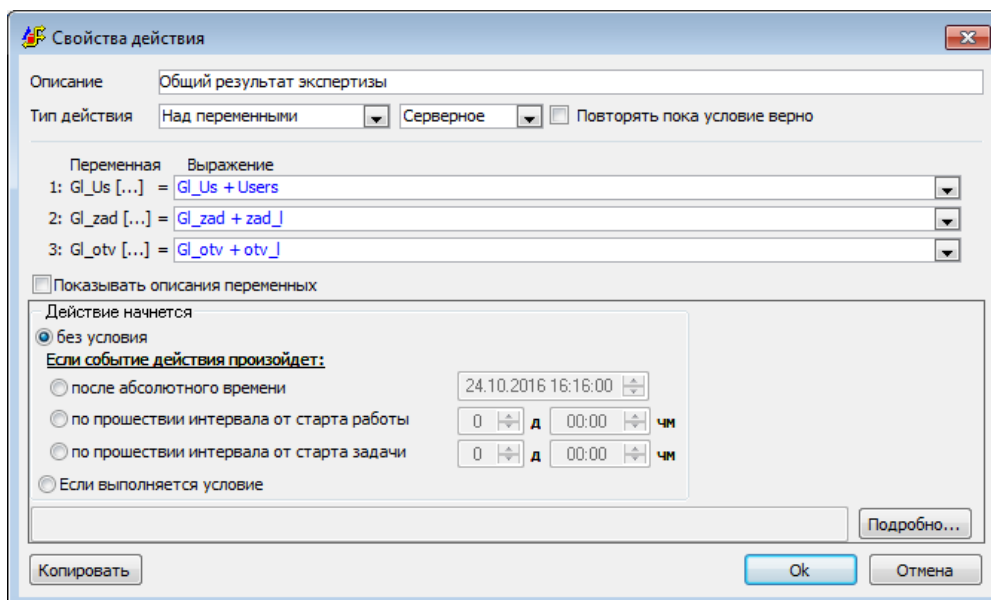 Свойства действия
Описание Общий результат экспертизы
Тип действия Над переменными Серверное Повторять пока условие верно
Переменная Выражение
1: Gl_Us [...] = Gl_Us + Users
2: Gl_zad [...] = Gl_zad + zad_l
3: Gl_otv [...] = Gl_otv + otv_l
Показывать описания переменных
Действие начнется
без условия
Если событие действия произойдет:
после абсолютного времени 24.10.2016 16:16:00
по прошествии интервала от старта работы 0 д 00:00 чм
по прошествии интервала от старта задачи 0 д 00:00 чм
Если выполняется условие
Подробно...
Копировать Ok Отмена